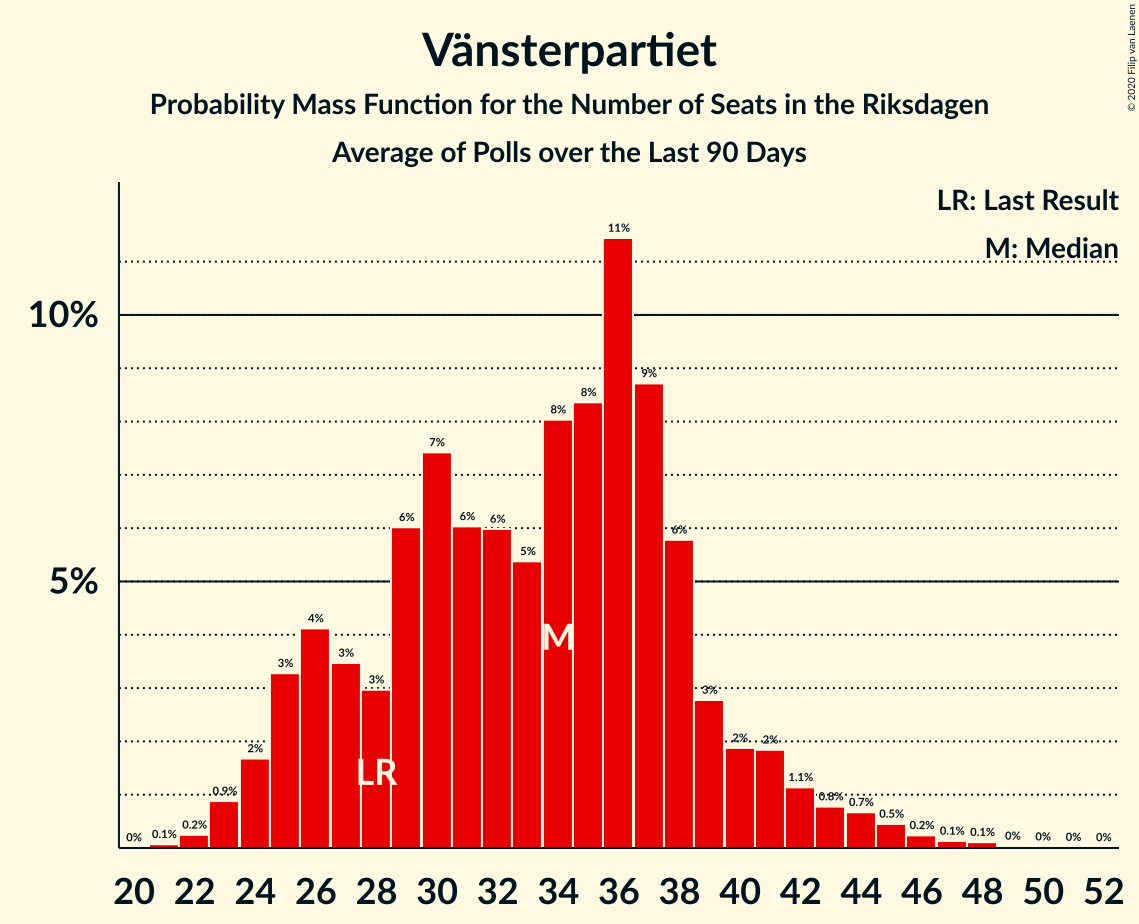 © 2020 Filip van Laenen
Vänsterpartiet
Probability Mass Function for the Number of Seats in the Riksdagen
Average of Polls over the Last 90 Days
LR: Last Result
M: Median
10%
5%
0% 0.1% 0.2% 0.9% 2% 3% 4% 3% 3% 6% 7% 6% 6% 5% 8% 8% 11% 9% 6% 3% 2% 2% 1.1% 0.8% 0.7% 0.5% 0.2% 0.1% 0.1% 0% 0% 0% 0%
M
LR
20 22 24 26 28 30 32 34 36 38 40 42 44 46 48 50 52